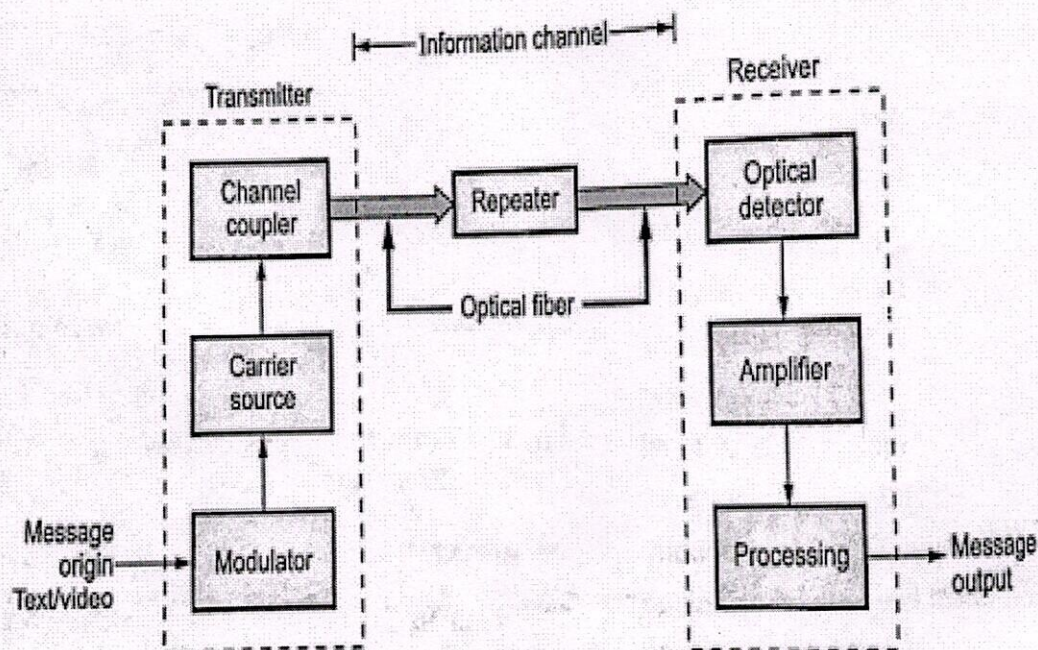 Information channel
Transmitter
Receiver
Channel
coupler
Repeater
Optical
detector
Optical fiber
Carrier
source
Amplifier
Message
origin
Text/video
Modulator
Processing
Message
output